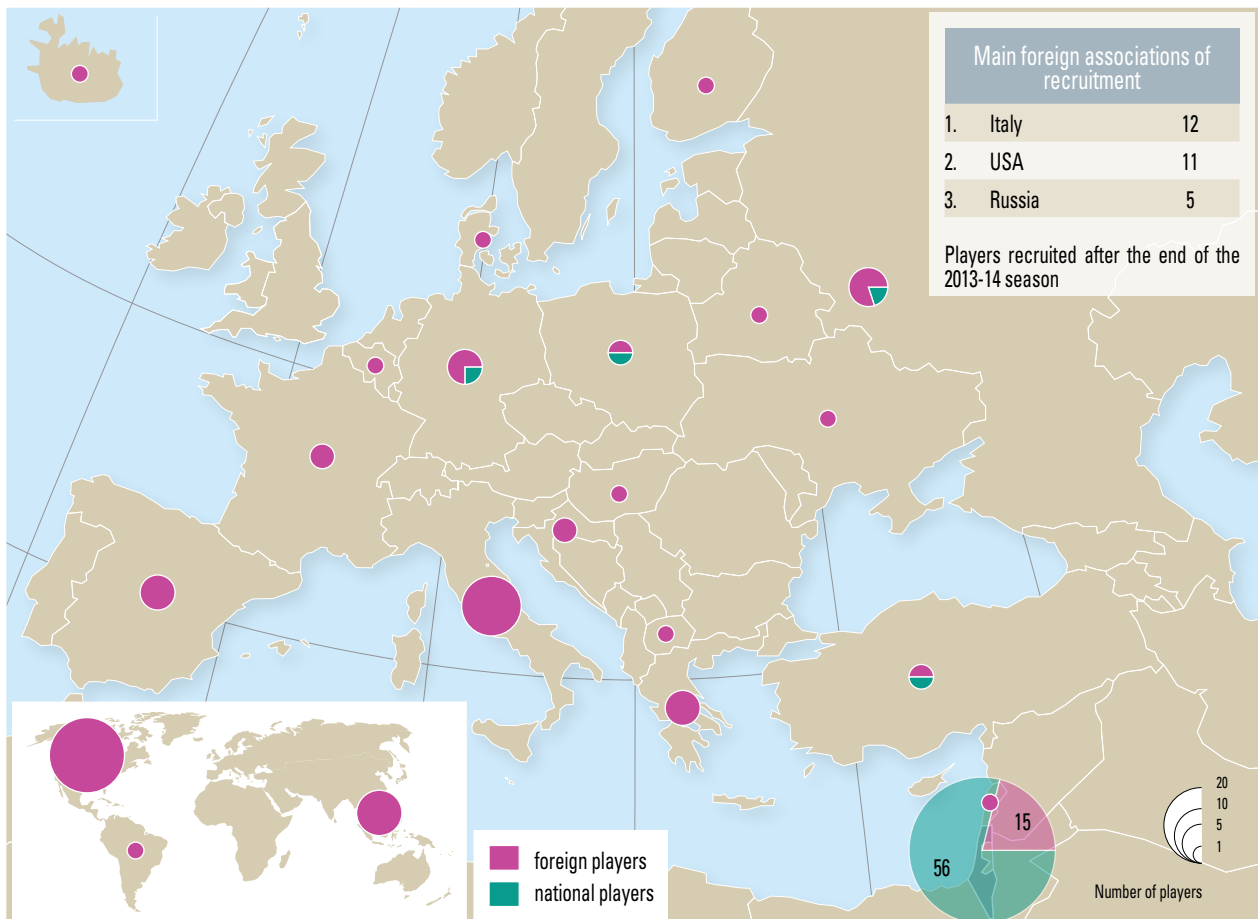 Main foreign associations of
recruitment
1. Italy 12
2. USA 11
3. Russia 5
Players recruited after the end of the
2013-14 season
foreign players
national players
56
15
20
10
5
1
Number of players